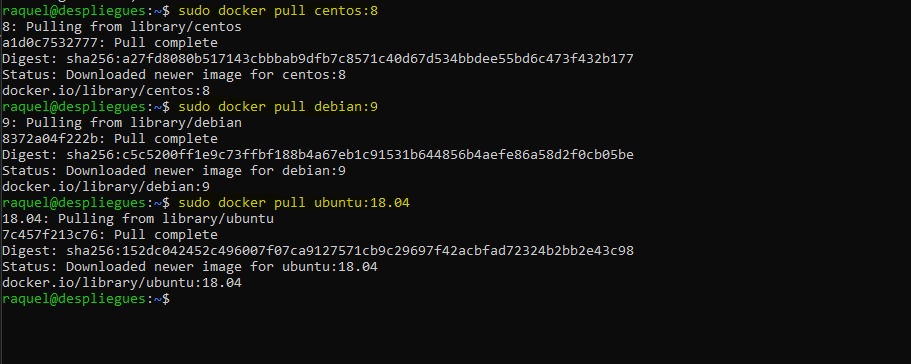 raquel@despliegues:~$ sudo docker pull centos:8
8: Pulling from library/centos
a1d0c7532777: Pull complete
Digest: sha256:a27fd8080b517143cbbbab9dfb7c8571c40d67d534bbdee55bd6c473f432b177
Status: Downloaded newer image for centos:8
docker.io/library/centos:8
raquel@despliegues:~$ sudo docker pull debian:9
9: Pulling from library/debian
8372a04f222b: Pull complete
Digest: sha256:c5c5200ff1e9c73ffbf188b4a67eb1c91531b644856b4aefe86a58d2f0cb05be
Status: Downloaded newer image for debian:9
docker.io/library/debian:9
raquel@despliegues:~$ sudo docker pull ubuntu:18.04
18.04: Pulling from library/ubuntu
7c457f213c76: Pull complete
Digest: sha256:152dc042452c496007f07ca9127571cb9c29697f42acbfad72324b2bb2e43c98
Status: Downloaded newer image for ubuntu:18.04
docker.io/library/ubuntu:18.04
raquel@despliegues:~$